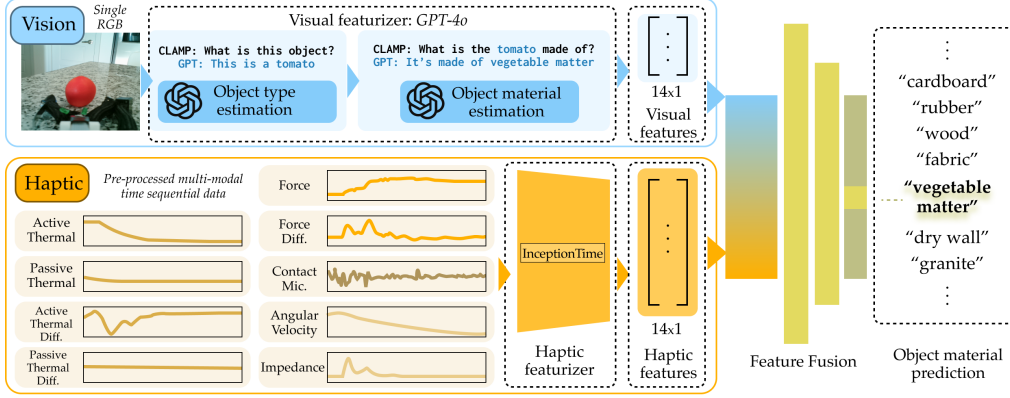 Vision
Single
RGB
Visual featurizer: GPT-4o
CLAMP: What is this object?
GPT: This is a tomato
Object type
estimation
CLAMP: What is the tomato made of?
GPT: It's made of vegetable matter
Object material
estimation
14x1
Visual
features
Haptic
Pre-processed multi-modal
time sequential data
Active
Thermal
Passive
Thermal
Active
Thermal
Diff.
Passive
Thermal
Diff.
Force
Force
Diff.
Contact
Mic.
Angular
Velocity
Impedance
InceptionTime
Haptic
featurizer
14x1
Haptic
features
Feature Fusion
"cardboard"
"rubber"
"wood"
"fabric"
"vegetable
matter"
"dry wall"
"granite"
Object material
prediction